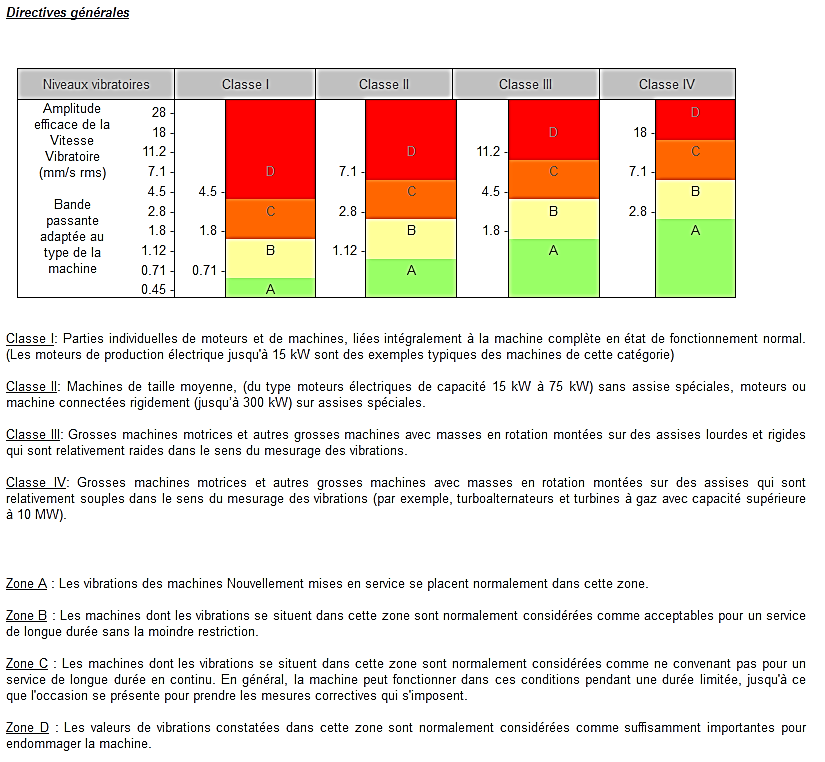 Directives générales
Niveaux vibratoires Classe I Classe II Classe III Classe IV
Amplitude
efficace de la
Vitesse
Vibratoire
(mm/s rms)
Bande
passante
adaptée au
type de la
machine
28 -
18 -
11.2 -
7.1 -
4.5 -
2.8 -
1.8 -
1.12 -
0.71 -
0.45 -
4.5 -
1.8 -
0.71 -
D
C
B
A
7.1 -
2.8 -
1.12 -
D
C
B
A
11.2 -
4.5 -
1.8 -
D
C
B
A
18 -
7.1 -
2.8 -
D
C
B
A
Classe I: Parties individuelles de moteurs et de machines, liées intégralement à la machine complète en état de fonctionnement normal.
(Les moteurs de production électrique jusqu'à 15 kW sont des exemples typiques des machines de cette catégorie)
Classe II: Machines de taille moyenne, (du type moteurs électriques de capacité 15 kW à 75 kW) sans assise spéciales, moteurs ou
machine connectées rigidement (jusqu'à 300 kW) sur assises spéciales.
Classe III: Grosses machines motrices et autres grosses machines avec masses en rotation montées sur des assises lourdes et rigides
qui sont relativement raides dans le sens du mesurage des vibrations.
Classe IV: Grosses machines motrices et autres grosses machines avec masses en rotation montées sur des assises qui sont
relativement souples dans le sens du mesurage des vibrations (par exemple, turboalternateurs et turbines à gaz avec capacité supérieure
à 10 MW).
Zone A : Les vibrations des machines Nouvellement mises en service se placent normalement dans cette zone.
Zone B : Les machines dont les vibrations se situent dans cette zone sont normalement considérées comme acceptables pour un service
de longue durée sans la moindre restriction.
Zone C : Les machines dont les vibrations se situent dans cette zone sont normalement considérées comme ne convenant pas pour un
service de longue durée en continu. En général, la machine peut fonctionner dans ces conditions pendant une durée limitée, jusqu'à ce
que l'occasion se présente pour prendre les mesures correctives qui s'imposent.
Zone D : Les valeurs de vibrations constatées dans cette zone sont normalement considérées comme suffisamment importantes pour
endommager la machine.